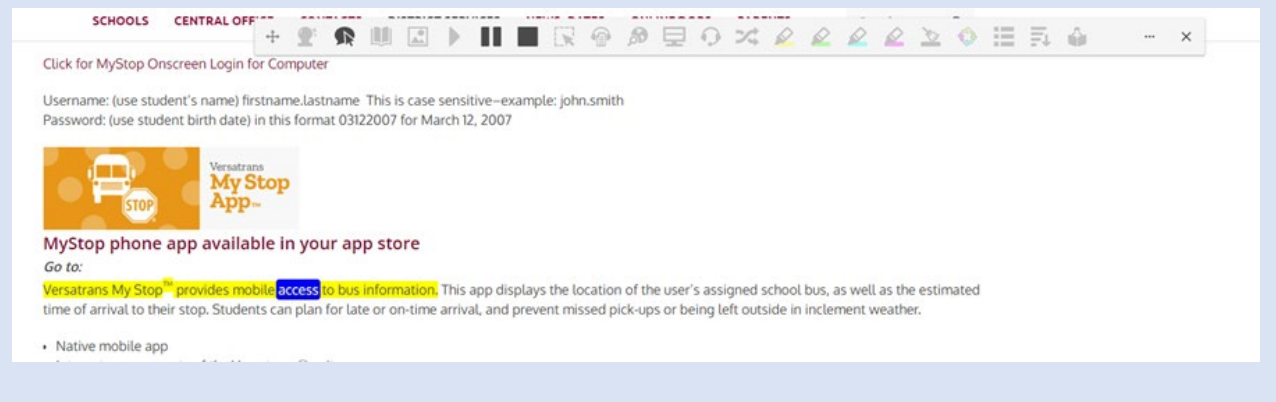 SCHOOLS CENTRAL OFFICE CONTACTS DISTRICT SERVICES
Click for MyStop Onscreen Login for Computer
Username: (use student's name) firstname.lastname This is case sensitive–example: john.smith
Password: (use student birth date) in this format 03122007 for March 12, 2007
STOP
Versatrans
My Stop
App™
MyStop phone app available in your app store
Go to:
Versatrans My Stop™ provides mobile access to bus information. This app displays the location of the user's assigned school bus, as well as the estimated
time of arrival to their stop. Students can plan for late or on-time arrival, and prevent missed pick-ups or being left outside in inclement weather.
• Native mobile app